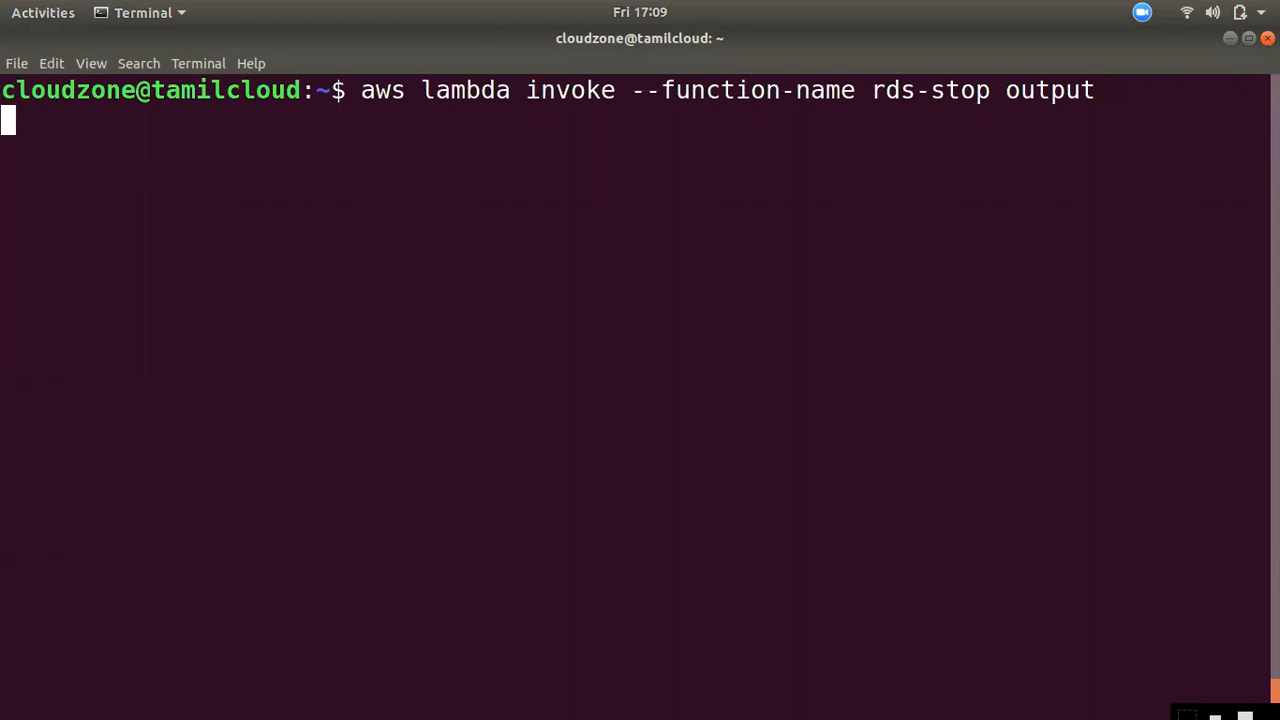 Activities Terminal Fri 17:09
cloudzone@tamilcloud: ~
File Edit View Search Terminal Help
cloudzone@tamilcloud:~$ aws lambda invoke --function-name rds-stop output